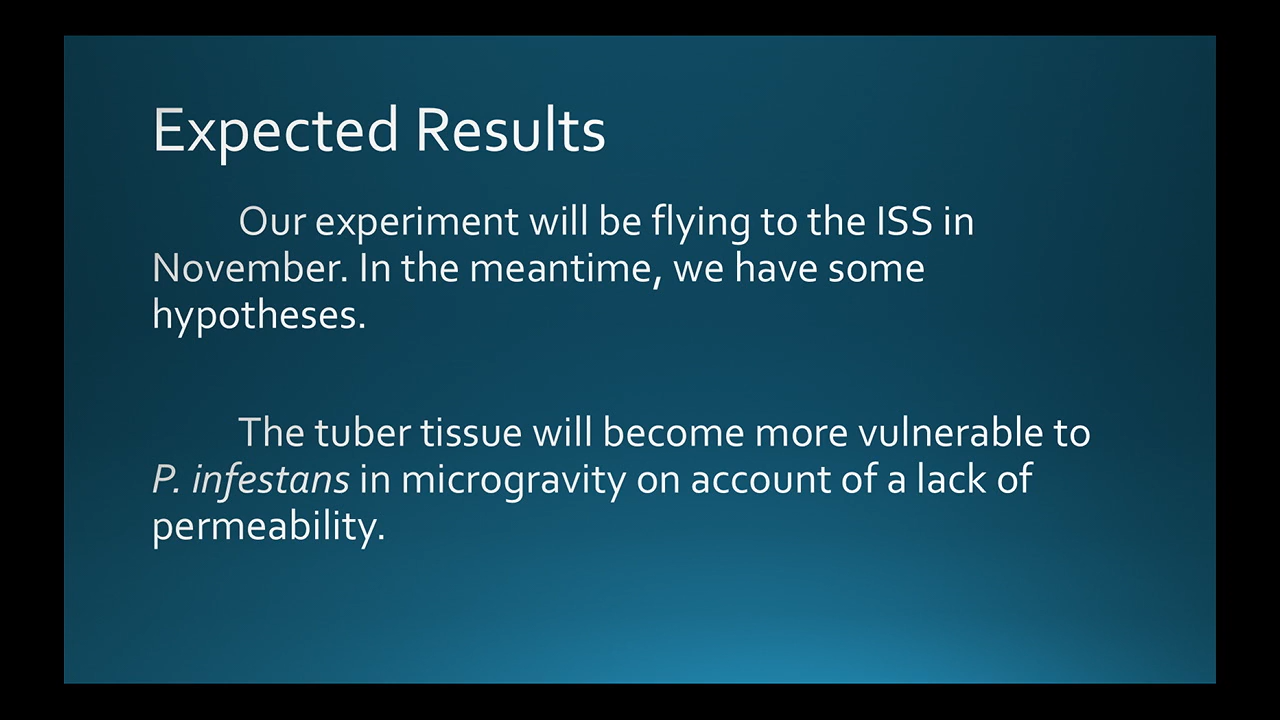 Expected Results
Our experiment will be flying to the ISS in
November. In the meantime, we have some
hypotheses.
The tuber tissue will become more vulnerable to
P. infestans in microgravity on account of a lack of
permeability.